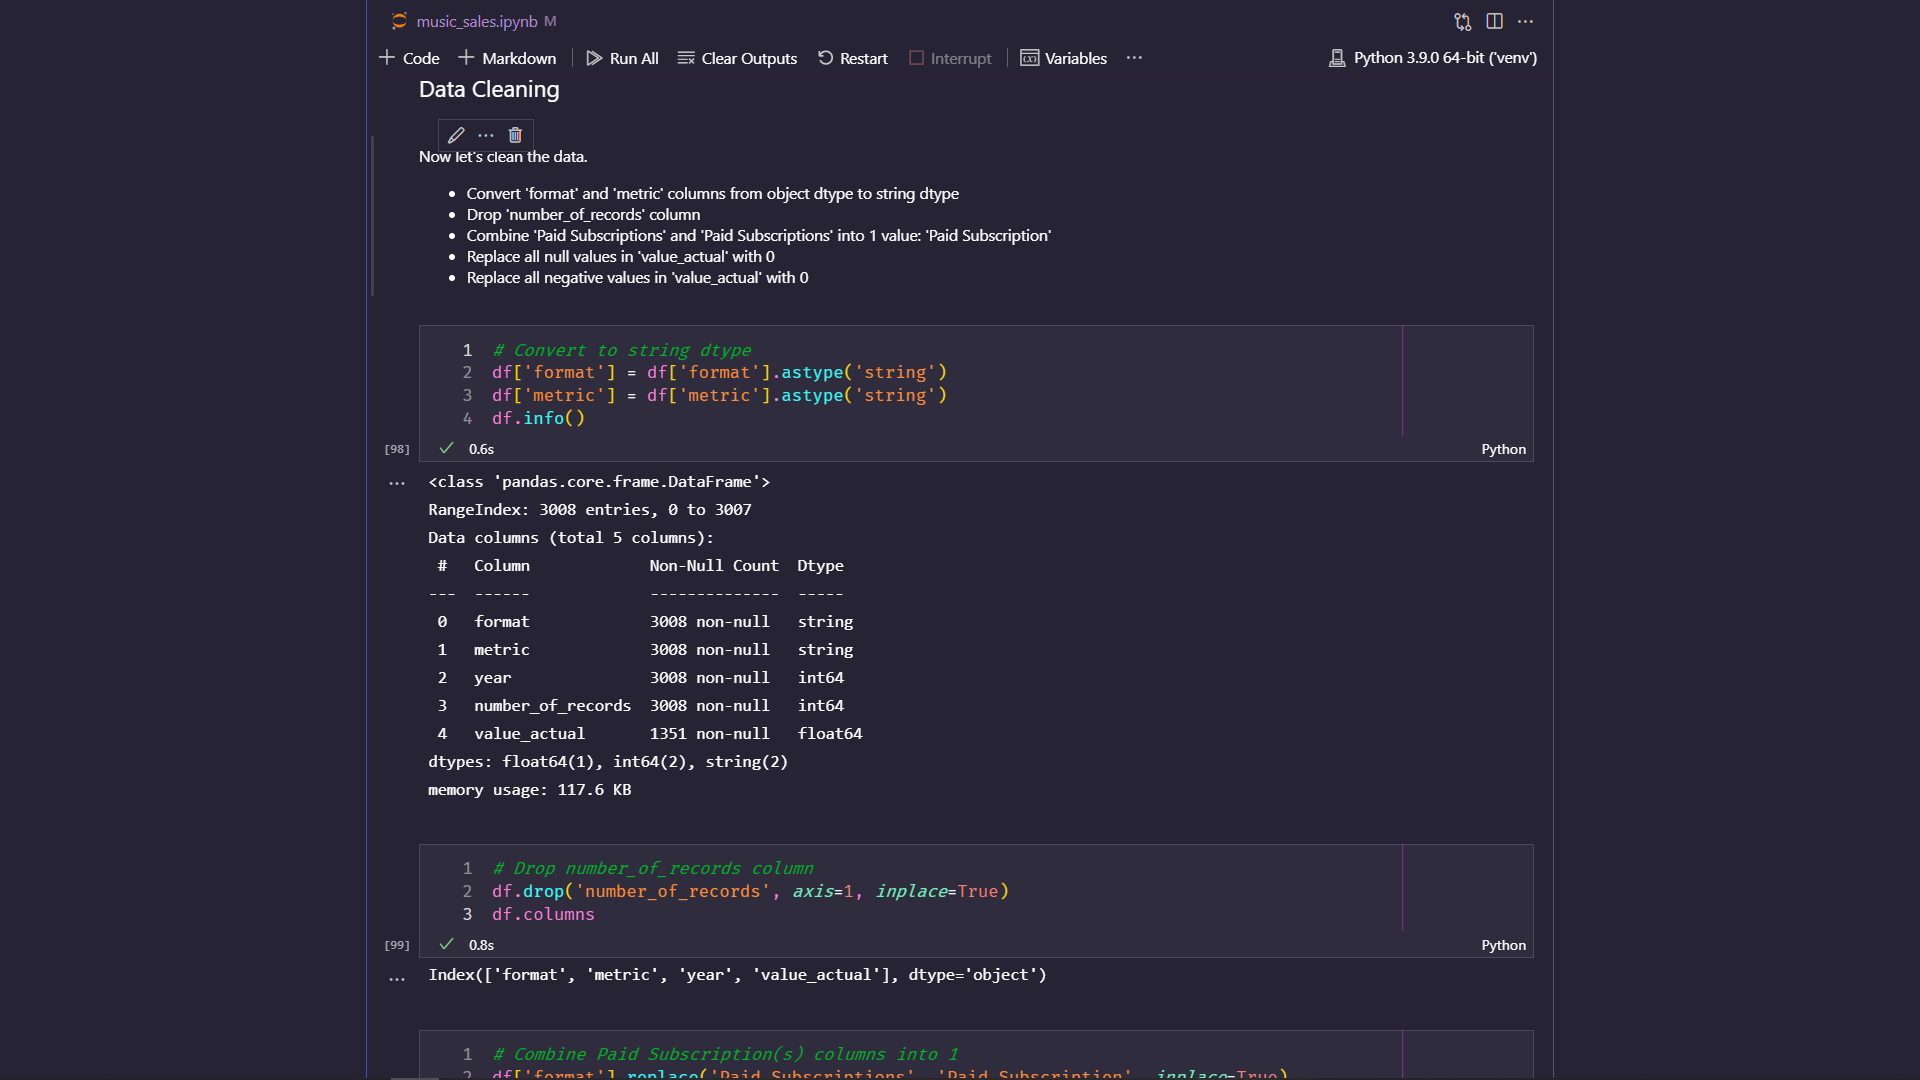 music_sales.ipynb M
Code Markdown Run All Clear Outputs Restart Interrupt Variables Python 3.9.0 64-bit ('venv')
Data Cleaning
Now let's clean the data.
• Convert 'format' and 'metric' columns from object dtype to string dtype
• Drop 'number_of_records' column
• Combine 'Paid Subscriptions' and 'Paid Subscriptions' into 1 value: 'Paid Subscription'
• Replace all null values in 'value_actual' with 0
• Replace all negative values in 'value_actual' with 0
1 # Convert to string dtype
2 df['format'] = df['format'].astype('string')
3 df['metric'] = df['metric'].astype('string')
4 df.info()
[98] 0.6s Python
<class 'pandas.core.frame.DataFrame'>
RangeIndex: 3008 entries, 0 to 3007
Data columns (total 5 columns):
# Column Non-Null Count Dtype
--- ------ -------------- -----
0 format 3008 non-null string
1 metric 3008 non-null string
2 year 3008 non-null int64
3 number_of_records 3008 non-null int64
4 value_actual 1351 non-null float64
dtypes: float64(1), int64(2), string(2)
memory usage: 117.6 KB
1 # Drop number_of_records column
2 df.drop('number_of_records', axis=1, inplace=True)
3 df.columns
[99] 0.8s Python
Index(['format', 'metric', 'year', 'value_actual'], dtype='object')
1 # Combine Paid Subscription(s) columns into 1
2 df['format'].replace('Paid Subscriptions', 'Paid Subscription', inplace=True)